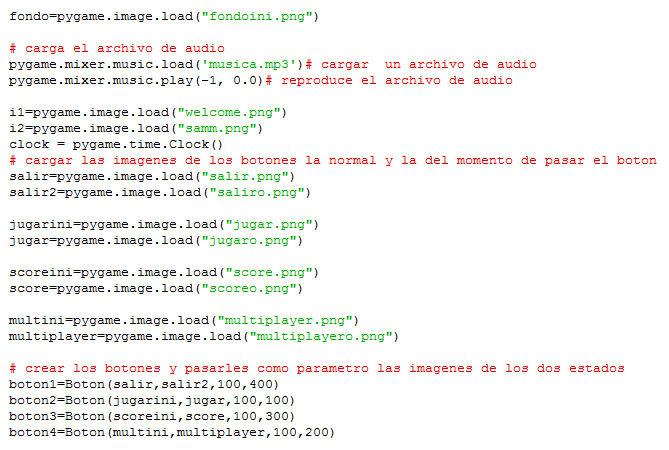 fondo=pygame.image.load("fondoini.png")
# carga el archivo de audio
pygame.mixer.music.load('musica.mp3')# cargar  un archivo de audio
pygame.mixer.music.play(-1, 0.0)# reproduce el archivo de audio
i1=pygame.image.load("welcome.png")
i2=pygame.image.load("samm.png")
clock = pygame.time.Clock()
# cargar las imagenes de los botones la normal y la del momento de pasar el boton
salir=pygame.image.load("salir.png")
salir2=pygame.image.load("saliro.png")
jugarini=pygame.image.load("jugar.png")
jugar=pygame.image.load("jugaro.png")
scoreini=pygame.image.load("score.png")
score=pygame.image.load("scoreo.png")
multini=pygame.image.load("multiplayer.png")
multiplayer=pygame.image.load("multiplayero.png")
# crear los botones y pasarles como parametro las imagenes de los dos estados
boton1=Boton(salir,salir2,100,400)
boton2=Boton(jugarini,jugar,100,100)
boton3=Boton(scoreini,score,100,300)
boton4=Boton(multini,multiplayer,100,200)